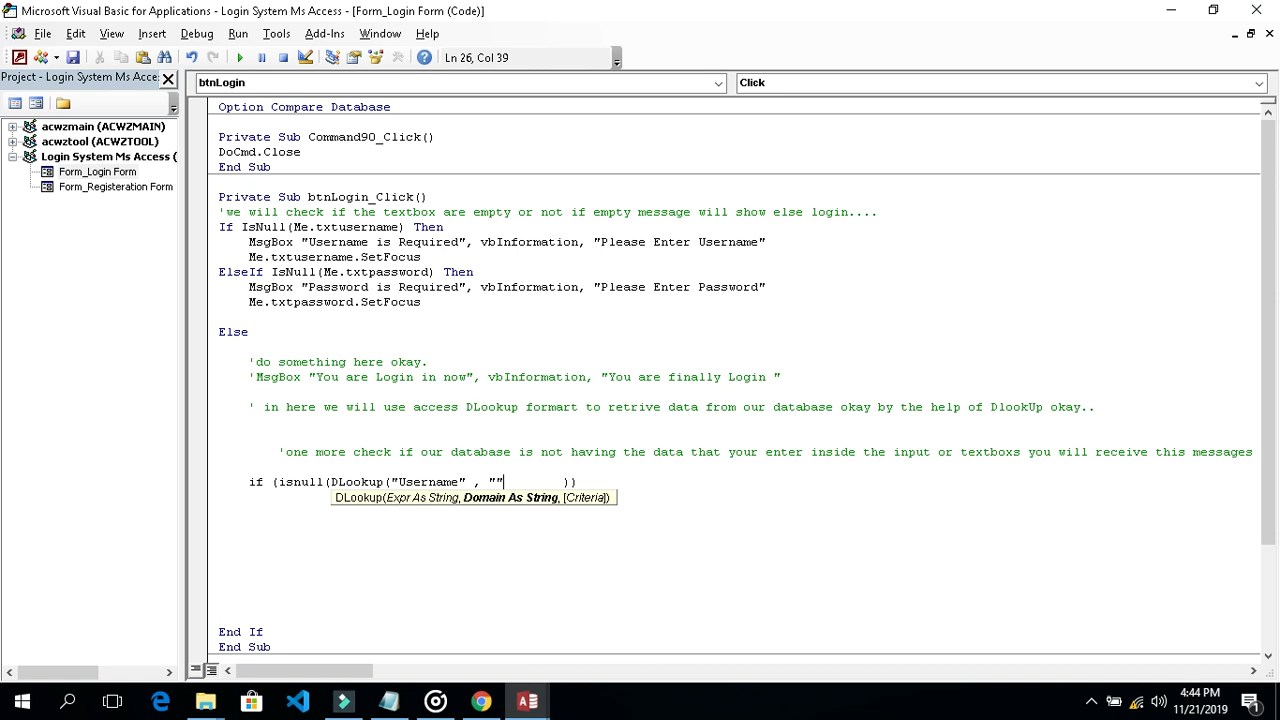 Microsoft Visual Basic for Applications - Login System Ms Access - [Form_Login Form (Code)]
File Edit View Insert Debug Run Tools Add-Ins Window Help
Ln 26, Col 39
Project - Login System Ms Acce:
btnLogin
Click
acwzmain (ACWZMAIN)
acwztool (ACWZTOOL)
Login System Ms Access (
Form_Login Form
Form_Registeration Form
Option Compare Database
Private Sub Command90_Click()
DoCmd.Close
End Sub
Private Sub btnLogin_Click()
'we will check if the textbox are empty or not if empty message will show else login....
If IsNull(Me.txtusername) Then
MsgBox "Username is Required", vbInformation, "Please Enter Username"
Me.txtusername.SetFocus
ElseIf IsNull(Me.txtpassword) Then
MsgBox "Password is Required", vbInformation, "Please Enter Password"
Me.txtpassword.SetFocus
Else
'do something here okay.
'MsgBox "You are Login in now", vbInformation, "You are finally Login "
' in here we will use access DLookup formart to retrive data from our database okay by the help of DlookUp okay..
'one more check if our database is not having the data that your enter inside the input or textboxs you will receive this messages
if (isnull(DLookup("Username" , "" ))
DLookup(Expr As String, Domain As String, [Criteria])
End If
End Sub
4:44 PM
11/21/2019
1